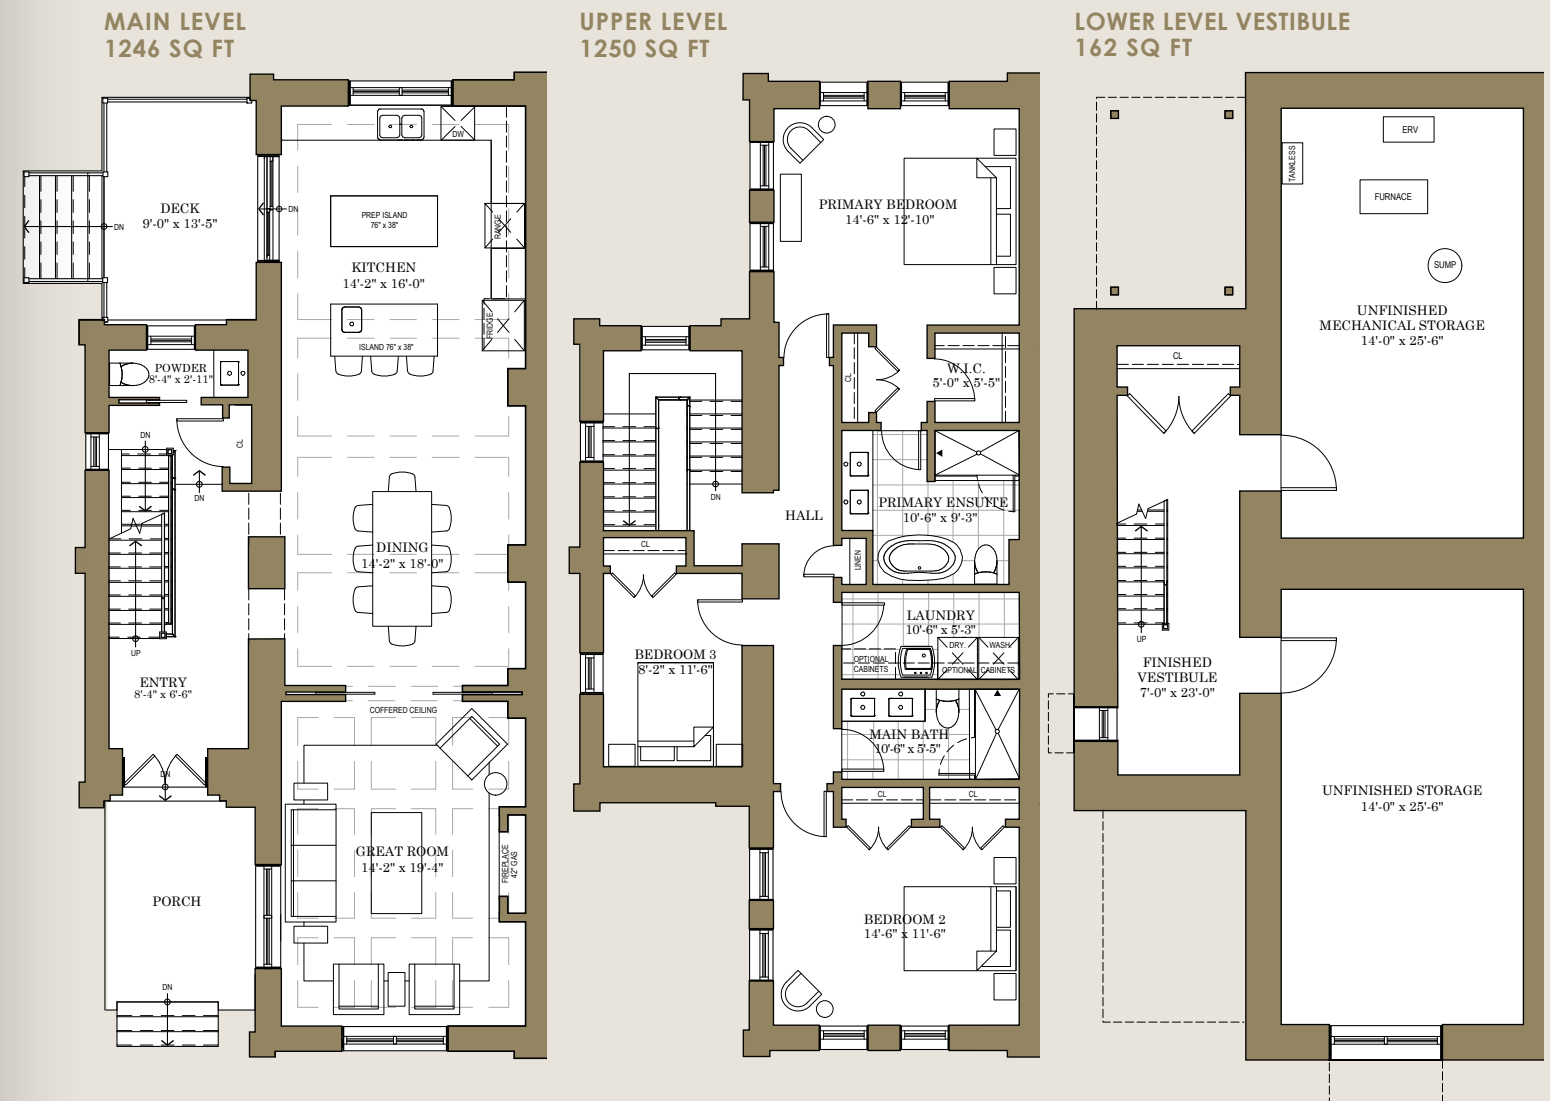 MAIN LEVEL
1246 SQ FT
DW
DECK
9'-0" x 13'-5"
DN
DN
PREP ISLAND
76" x 38"
RANGE
KITCHEN
14'-2" x 16'-0"
FRIDGE
ISLAND 76" x 38"
POWDER
8'-4" x 2'-11"
DN
CL
DN
DINING
14'-2" x 18'-0"
UP
ENTRY
8'-4" x 6'-6"
COFFERED CEILING
DN
GREAT ROOM
14'-2" x 19'-4"
FIREPLACE
42" GAS
PORCH
DN
UPPER LEVEL
1250 SQ FT
PRIMARY BEDROOM
14'-6" x 12'-10"
CL
W.I.C.
5'-0" x 5'-5"
DN
PRIMARY ENSUITE
10'-6" x 9'-3"
HALL
CL
LINEN
LAUNDRY
10'-6" x 5'-3"
BEDROOM 3
8'-2" x 11'-6"
OPTIONAL
CABINETS
DRY.
OPTIONAL
WASH.
CABINETS
MAIN BATH
10'-6" x 5'-5"
CL
CL
BEDROOM 2
14'-6" x 11'-6"
LOWER LEVEL VESTIBULE
162 SQ FT
ERV
TANKLESS
FURNACE
SUMP
UNFINISHED
MECHANICAL STORAGE
14'-0" x 25'-6"
CL
UP
FINISHED
VESTIBULE
7'-0" x 23'-0"
UNFINISHED STORAGE
14'-0" x 25'-6"